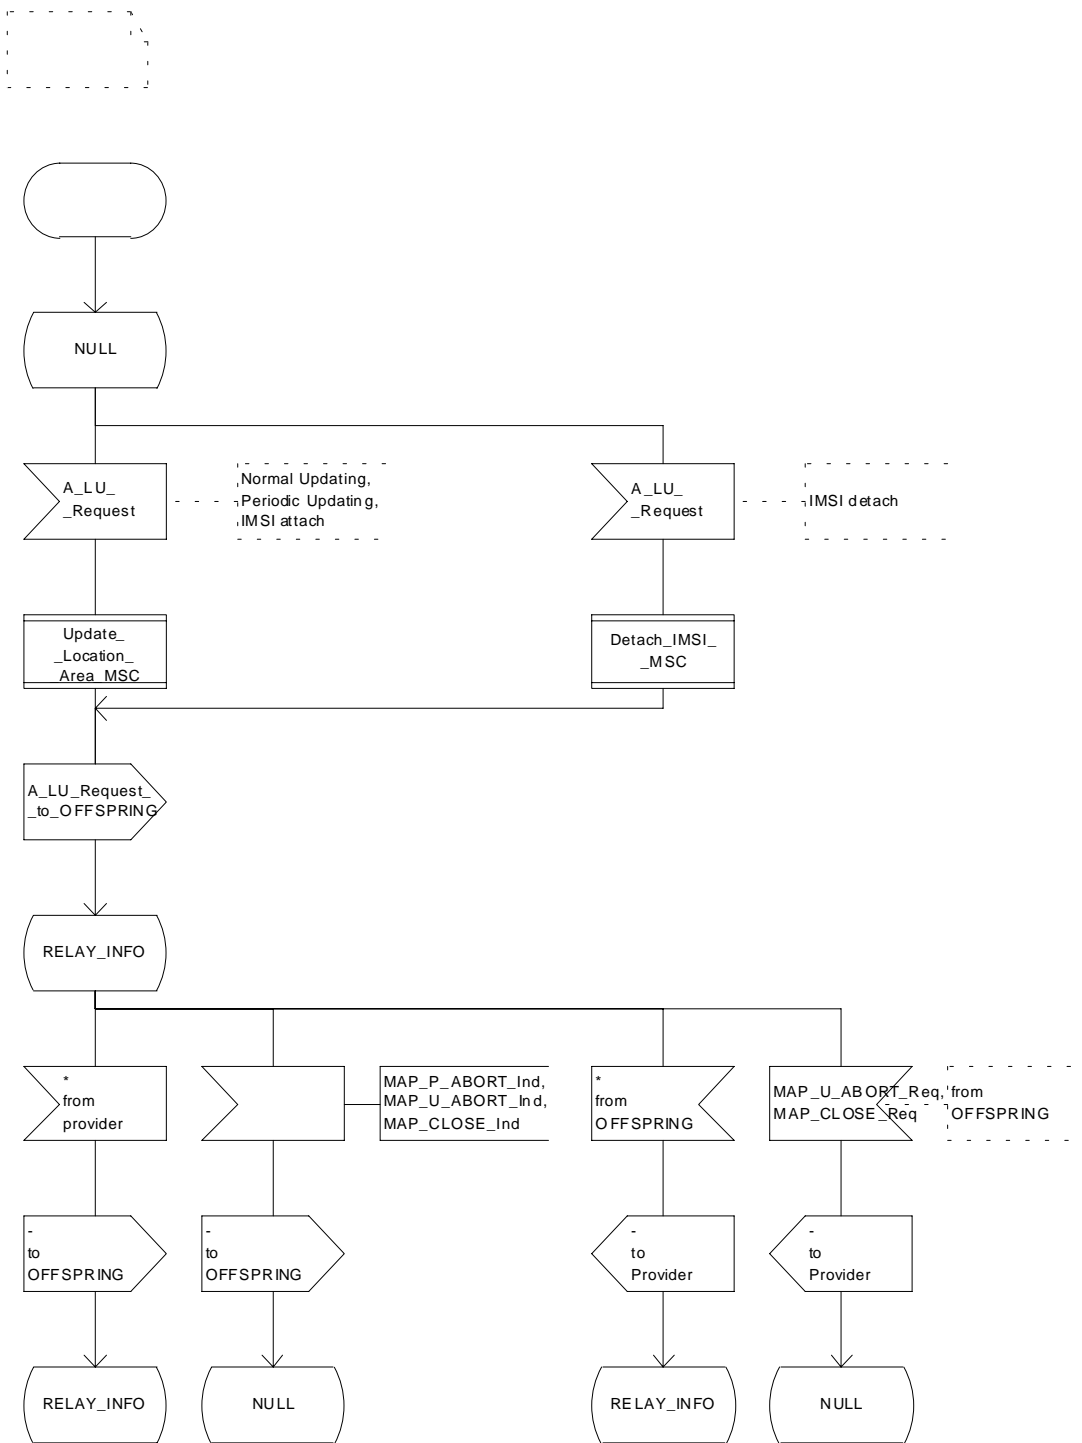 NULL
A_LU_
_Request
Normal Updating,
Periodic Updating,
IMSI attach
A_LU_
_Request
IMSI detach
Update_
_Location_
_Area_MSC
Detach_IMSI_
_MSC
A_LU_Request_
_to_OFFSPRING
RELAY_INFO
*
from
provider
MAP_P_ABORT_Ind,
MAP_U_ABORT_Ind,
MAP_CLOSE_Ind
*
from
OFFSPRING
MAP_U_ABORT_Req,
MAP_CLOSE_Req
from
OFFSPRING
-
to
OFFSPRING
-
to
OFFSPRING
-
to
Provider
-
to
Provider
RELAY_INFO
NULL
RELAY_INFO
NULL